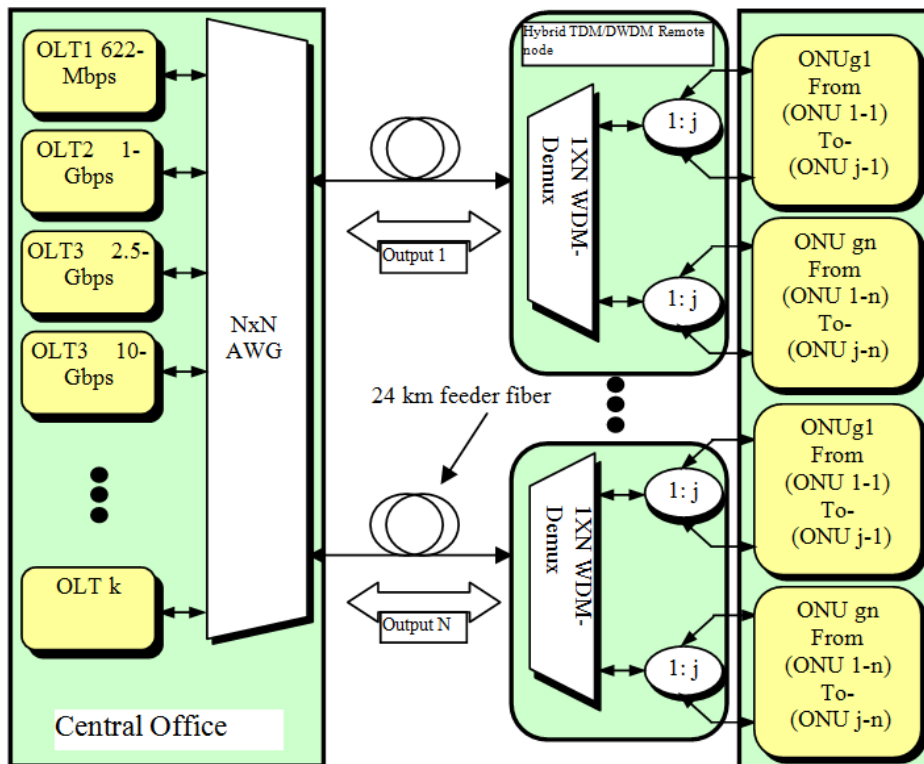 OLT1 622-
Mbps
OLT2 1-
Gbps
OLT3 2.5-
Gbps
OLT3 10-
Gbps
OLT k
NxN
AWG
Central Office
Output 1
24 km feeder fiber
Output N
Hybrid TDM/DWDM Remote
node
1XN WDM-
Demux
1: j
1: j
1XN WDM-
Demux
1: j
1: j
ONUg1
From
(ONU 1-1)
To-
(ONU j-1)
ONU gn
From
(ONU 1-n)
To-
(ONU j-n)
ONUg1
From
(ONU 1-1)
To-
(ONU j-1)
ONU gn
From
(ONU 1-n)
To-
(ONU j-n)